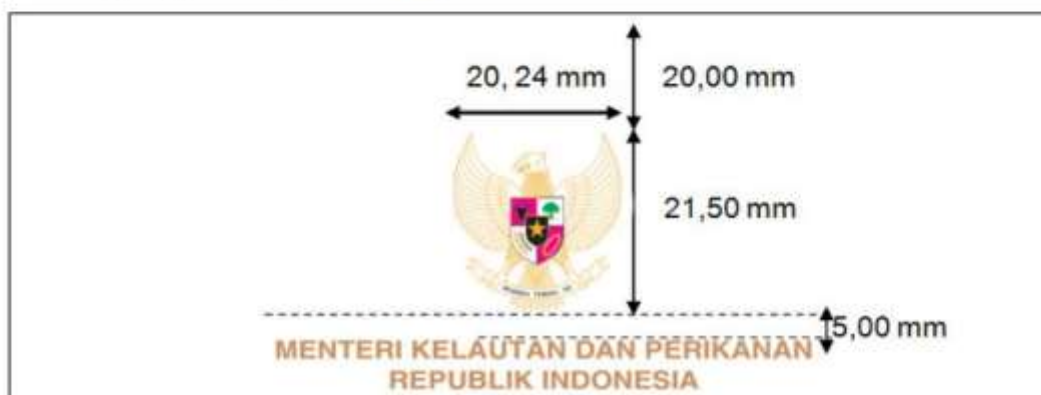 20, 24 mm
20,00 mm
21,50 mm
5,00 mm
MENTERI KELAUTAN DAN PERIKANAN
REPUBLIK INDONESIA